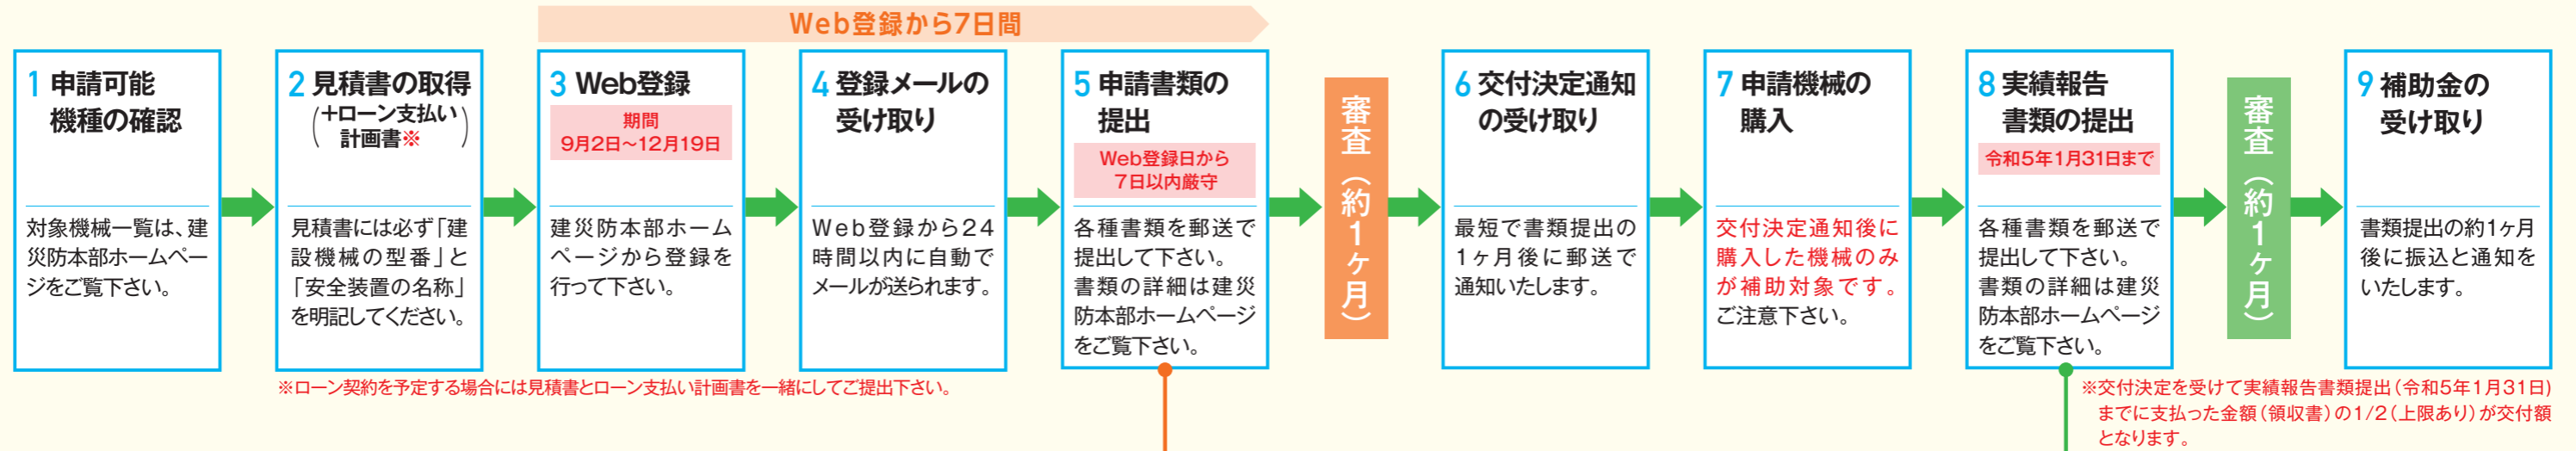 Web登録から7日間
1 申請可能
機種の確認
対象機械一覧は、建
災防本部ホームペー
ジをご覧下さい。
2 見積書の取得
(+ローン支払い
計画書※)
見積書には必ず「建
設機械の型番」と
「安全装置の名称」
を明記してください。
3 Web登録
期間
9月2日～12月19日
建災防本部ホーム
ページから登録を
行って下さい。
4 登録メールの
受け取り
Web登録から24
時間以内に自動で
メールが送られます。
5 申請書類の
提出
Web登録日から
7日以内厳守
各種書類を郵送で
提出して下さい。
書類の詳細は建災
防本部ホームページ
をご覧下さい。
審査(約1ヶ月)
6 交付決定通知
の受け取り
最短で書類提出の
1ヶ月後に郵送で
通知いたします。
7 申請機械の
購入
交付決定通知後に
購入した機械のみ
が補助対象です。
ご注意下さい。
8 実績報告
書類の提出
令和5年1月31日まで
各種書類を郵送で
提出して下さい。
書類の詳細は建災
防本部ホームページ
をご覧下さい。
審査(約1ヶ月)
9 補助金の
受け取り
書類提出の約1ヶ月
後に振込と通知を
いたします。
※ローン契約を予定する場合には見積書とローン支払い計画書を一緒にしてご提出下さい。
※交付決定を受けて実績報告書類提出(令和5年1月31日)
までに支払った金額(領収書)の1/2(上限あり)が交付額
となります。